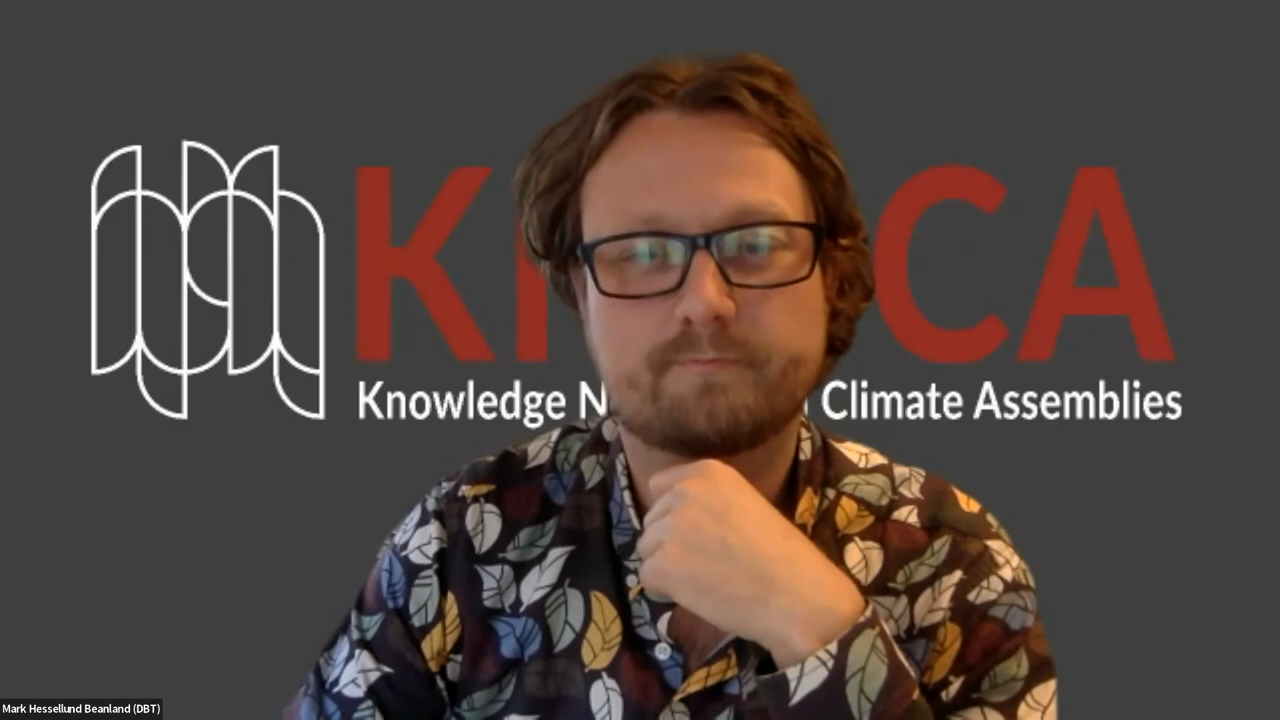 K CA
Knowledge Climate Assemblies
Mark Hessellund Beanland (DBT)